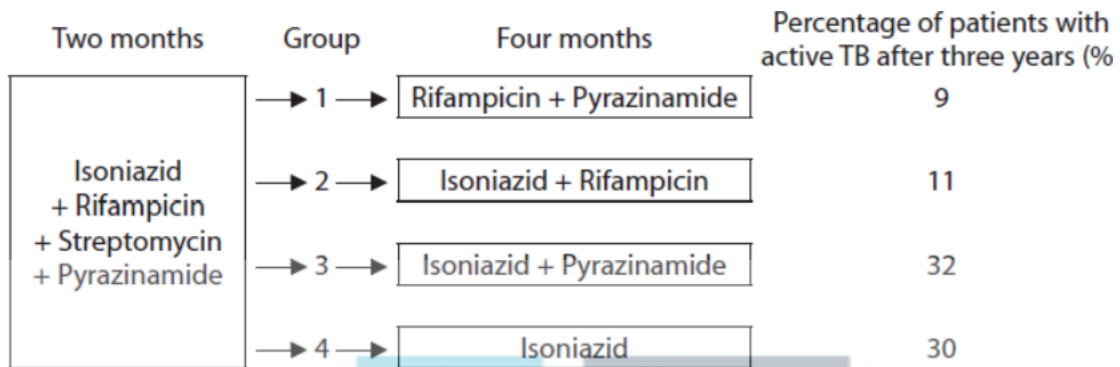 Two months Group Four months Percentage of patients with
active TB after three years (%
1 Rifampicin + Pyrazinamide 9
Isoniazid
+ Rifampicin
+ Streptomycin
+ Pyrazinamide
2 Isoniazid + Rifampicin 11
3 Isoniazid + Pyrazinamide 32
4 Isoniazid 30